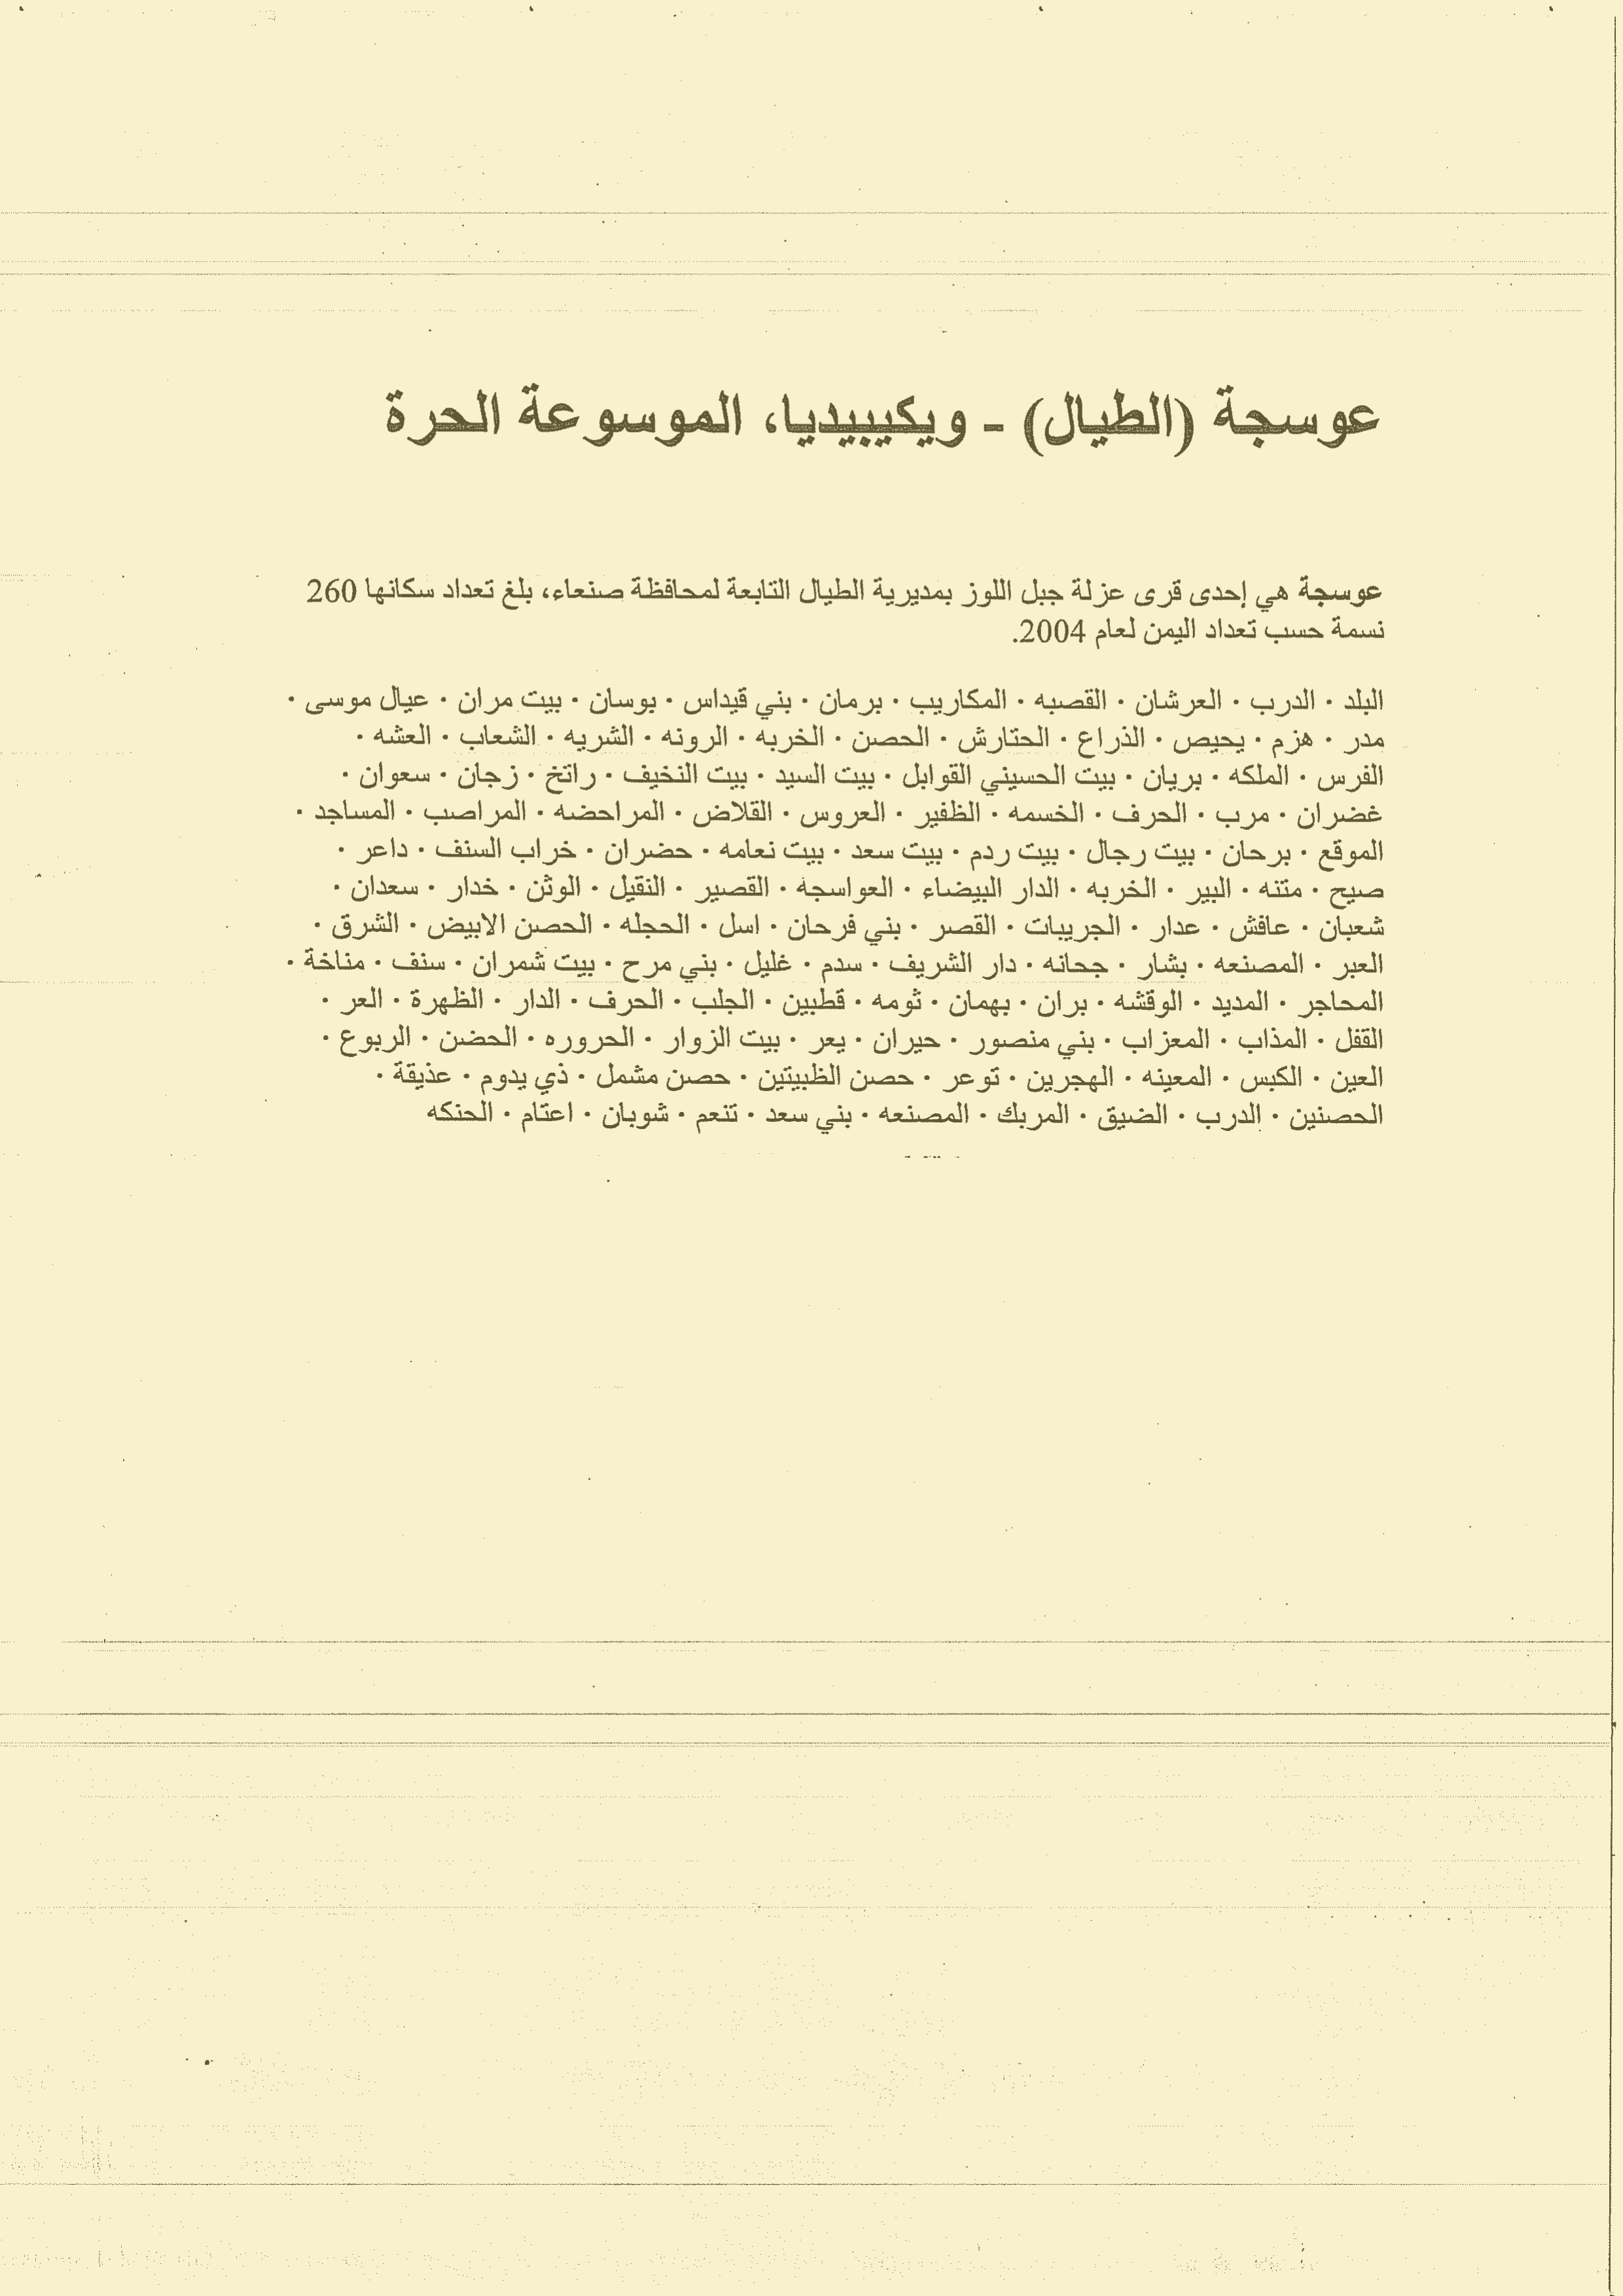 عوسجة (الطيال) - ويكيبيديا، الموسوعة الحرة
عوسجة هي إحدى قرى عزلة جبل اللوز بمديرية الطيال التابعة لمحافظة صنعاء، بلغ تعداد سكانها 260
نسمة حسب تعداد اليمن لعام 2004.
البلد · الدرب · العرشان · القصبه · المكاريب · برمان · بني قيداس · بوسان · بيت مران · عيال موسى ·
مدر · هزم · يحيص · الذراع · الحتارش · الحصن · الخربه · الرونه · الشريه · الشعاب · العشه ·
الفرس · الملكه · بريان · بيت الحسيني القوابل · بيت السيد · بيت النخيف · راتخ · زجان · سعوان ·
غضران · مرب · الحرف · الخسمه · الظفير · العروس · القلاض · المراحضه · المراصب · المساجد ·
الموقع · برحان · بيت رجال · بيت ردم · بيت سعد · بيت نعامه · حضران · خراب السنف · داعر ·
صيح · متنه · البير · الخربه · الدار البيضاء · العواسجة · القصير · النقيل · الوثن · خدار · سعدان ·
شعبان · عافش · عدار · الجريبات · القصر · بني فرحان · اسل · الحجله · الحصن الابيض · الشرق ·
العبر · المصنعه · بشار · جحانه · دار الشريف · سدم · غليل · بني مرح · بيت شمران · سنف · مناخة ·
المحاجر · المديد · الوقشه · بران · بهمان · ثومه · قطبين · الجلب · الحرف · الدار · الظهرة · العر ·
القفل · المذاب · المعزاب · بني منصور · حيران · يعر · بيت الزوار · الحروره · الحضن · الربوع ·
العين · الكبس · المعينه · الهجرين · توعر · حصن الظبيتين · حصن مشمل · ذي يدوم · عذيقة ·
الحصنين · الدرب · الضيق · المربك · المصنعه · بني سعد · تنعم · شوبان · اعتام · الحنكه